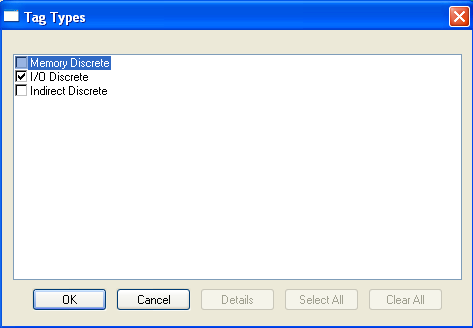 Tag Types
Memory Discrete
I/O Discrete
Indirect Discrete
OK Cancel Details Select All Clear All